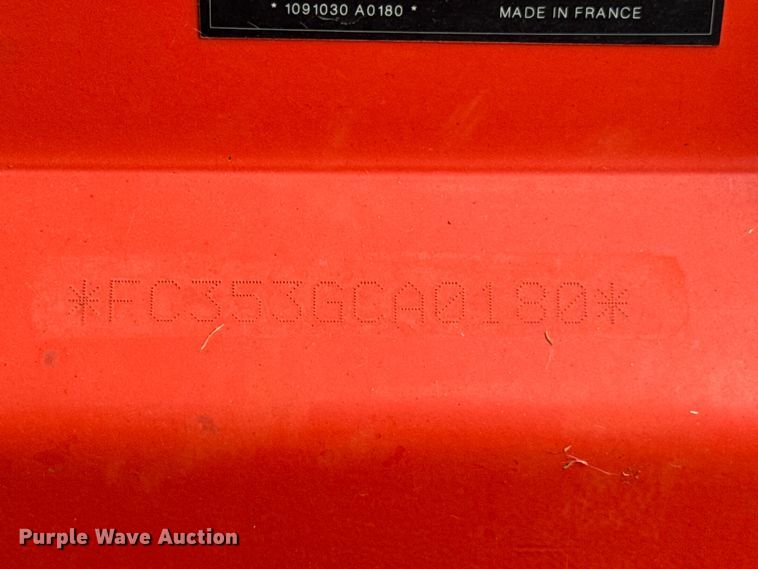 * 1091030 A0180 * MADE IN FRANCE
*FC353GCA0180*
Purple Wave Auction